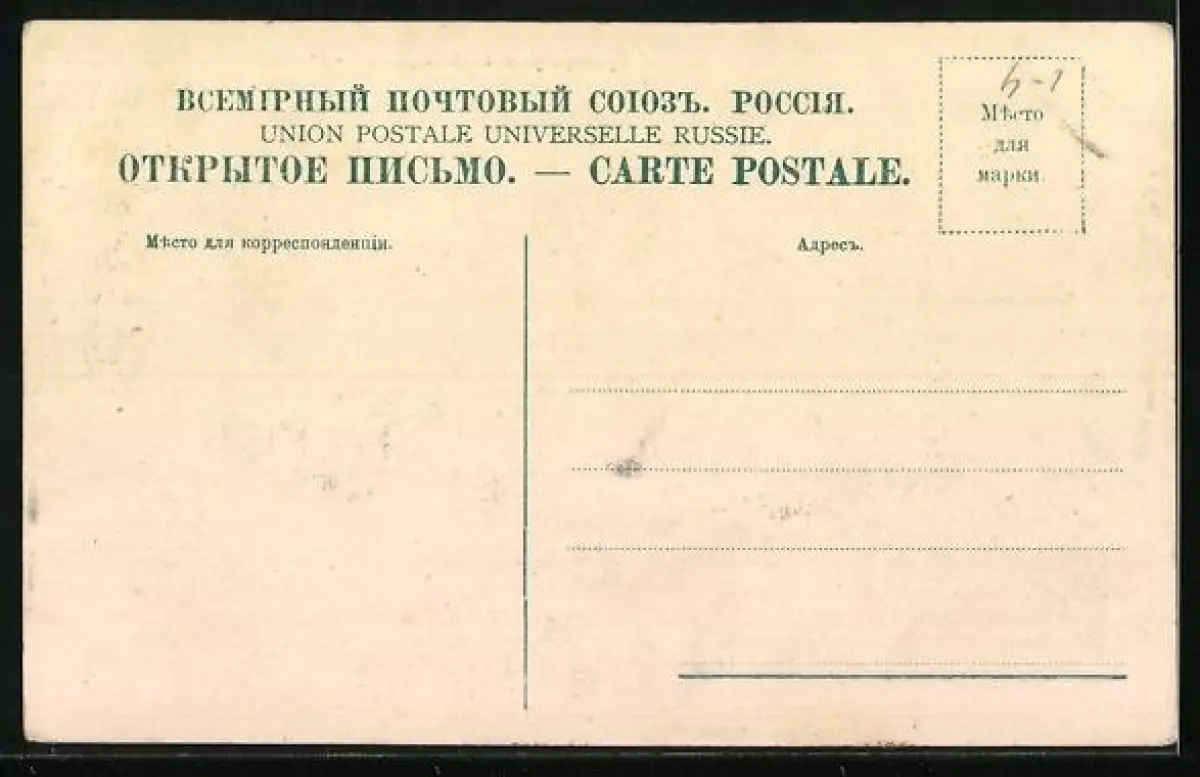 ВСЕМІРНЫЙ ПОЧТОВЫЙ СОЮЗЪ. РОССІЯ.
UNION POSTALE UNIVERSELLE RUSSIE.
ОТКРЫТОЕ ПИСЬМО. — CARTE POSTALE.
Мѣсто
для
марки.
Мѣсто для корреспонденціи.
Адресъ.